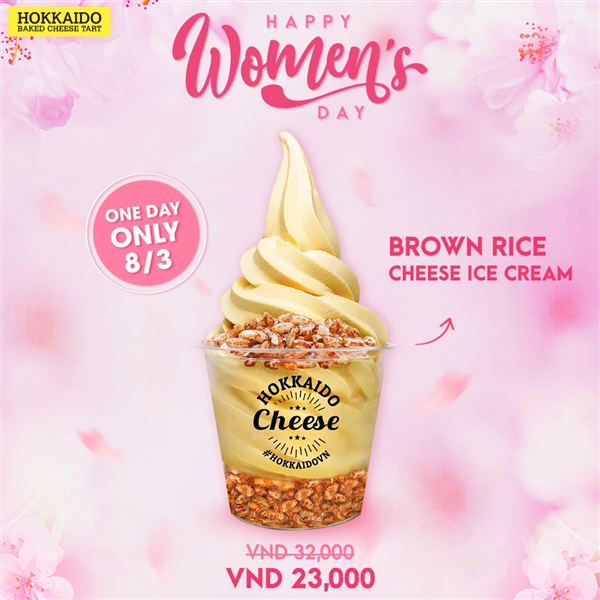 HOKKAIDO
BAKED CHEESE TART
HAPPY
Women's
DAY
ONE DAY
ONLY
8/3
BROWN RICE
CHEESE ICE CREAM
HOKKAIDO
Cheese
#HOKKAIDOVN
VND 32,000
VND 23,000